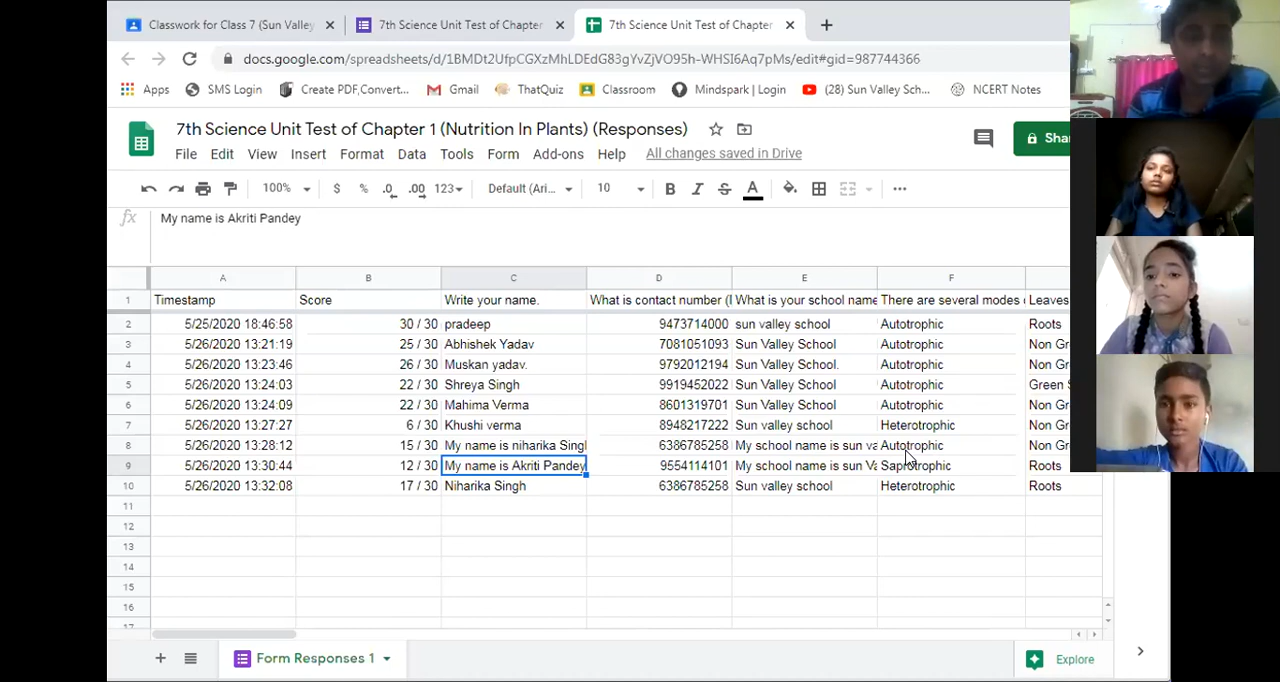 Classwork for Class 7 (Sun Valley
7th Science Unit Test of Chapter
7th Science Unit Test of Chapter
docs.google.com/spreadsheets/d/1BMDt2UfpCGXzMhLDEdG83gYvZjVO95h-WHSI6Aq7pMs/edit#gid=987744366
Apps SMS Login Create PDF,Convert... Gmail ThatQuiz Classroom Mindspark | Login (28) Sun Valley Sch... NCERT Notes
7th Science Unit Test of Chapter 1 (Nutrition In Plants) (Responses)
File Edit View Insert Format Data Tools Form Add-ons Help All changes saved in Drive
Sha
100% $ % .0 .00 123 Default (Ari... 10 B I S A
fx My name is Akriti Pandey
A B C D E F
1 Timestamp Score Write your name. What is contact number ( What is your school name There are several modes Leaves
2 5/25/2020 18:46:58 30 / 30 pradeep 9473714000 sun valley school Autotrophic Roots
3 5/26/2020 13:21:19 25 / 30 Abhishek Yadav 7081051093 Sun Valley School Autotrophic Non Gr
4 5/26/2020 13:23:46 26 / 30 Muskan yadav. 9792012194 Sun Valley School. Autotrophic Non Gr
5 5/26/2020 13:24:03 22 / 30 Shreya Singh 9919452022 Sun Valley School Autotrophic Green S
6 5/26/2020 13:24:09 22 / 30 Mahima Verma 8601319701 Sun Valley School Autotrophic Non Gr
7 5/26/2020 13:27:27 6 / 30 Khushi verma 8948217222 Sun valley school Heterotrophic Non Gr
8 5/26/2020 13:28:12 15 / 30 My name is niharika Singl 6386785258 My school name is sun va Autotrophic Non Gr
9 5/26/2020 13:30:44 12 / 30 My name is Akriti Pandey 9554114101 My school name is sun Va Saprotrophic Roots
10 5/26/2020 13:32:08 17 / 30 Niharika Singh 6386785258 Sun valley school Heterotrophic Roots
11
12
13
14
15
16
17
Form Responses 1 Explore